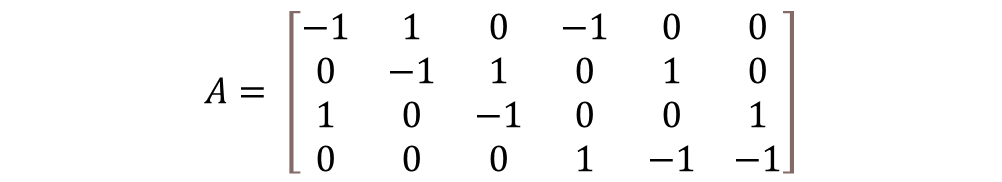 −1 1 0 −1 0 0
0 −1 1 0 1 0
A = 1 0 −1 0 0 1
0 0 0 1 −1 −1